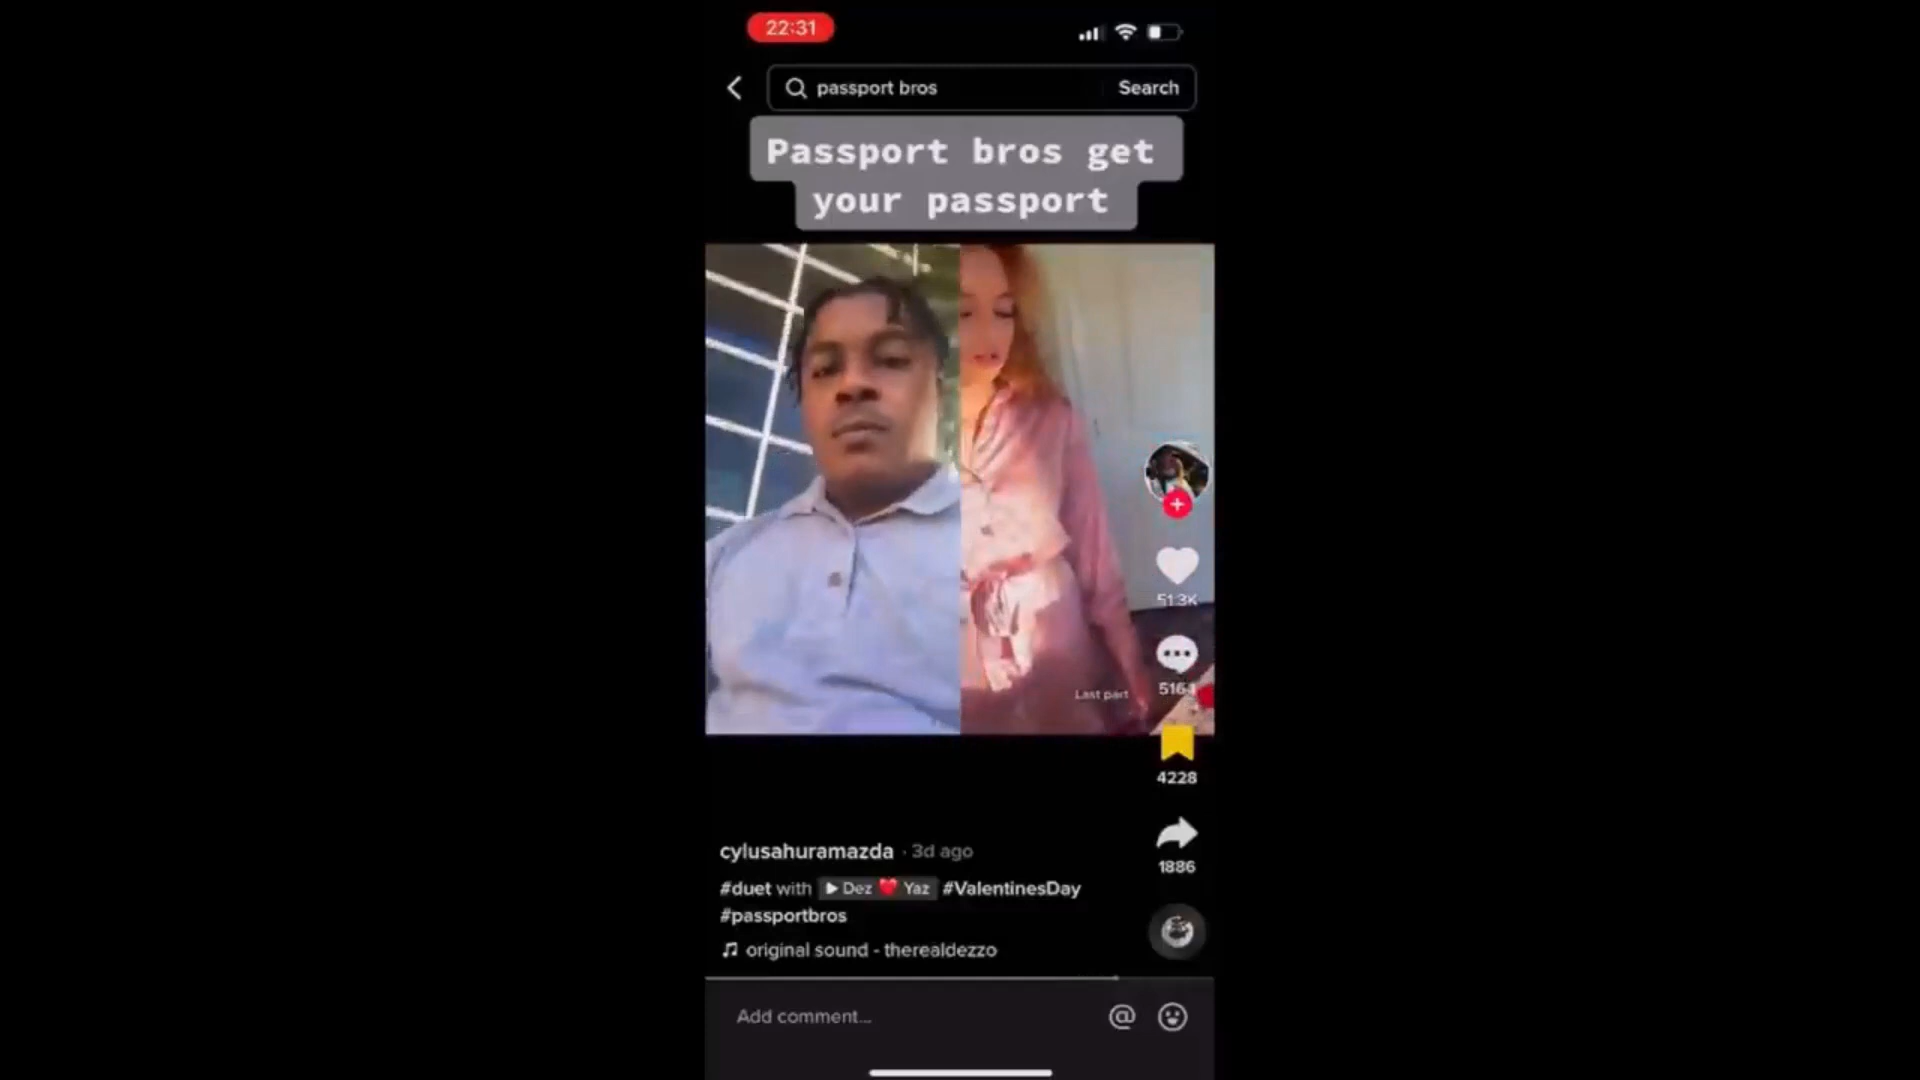 22:31
passport bros
Search
Passport bros get
your passport
51.3K
Last part
5164
4228
1886
cylusahuramazda · 3d ago
#duet with ▶ Dez ❤️ Yaz #ValentinesDay
#passportbros
original sound - therealdezzo
Add comment...